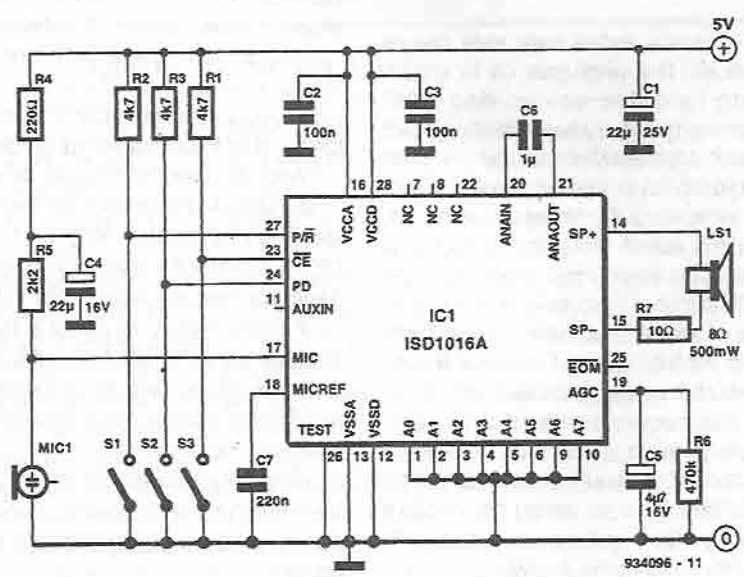 5V
R4
R2
R3
R1
220Ω
4k7
4k7
4k7
C2
100n
C3
100n
C6
1µ
C1
22µ
25V
16
28
7
8
22
20
21
VCCA
VCCD
NC
NC
NC
ANAIN
ANAOUT
27
P/R
23
CE
24
PD
11
AUXIN
17
MIC
18
MICREF
SP+
14
LS1
IC1
ISD1016A
SP−
15
R7
10Ω
8Ω
500mW
EOM
25
AGC
19
R5
2k2
C4
22µ
16V
TEST
VSSA
VSSD
A0
A1
A2
A3
A4
A5
A6
A7
26
13
12
1
2
3
4
5
6
9
10
MIC1
S1
S2
S3
C7
220n
C5
4µ7
16V
R6
470k
0
934096 - 11